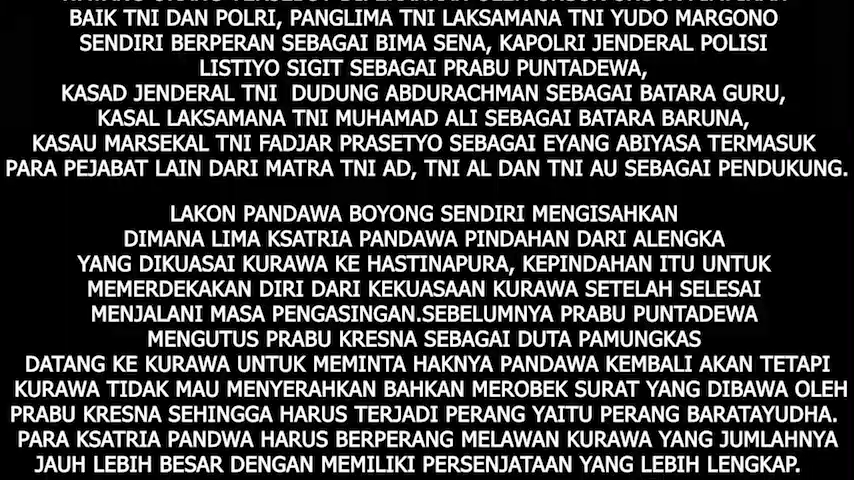 BAIK TNI DAN POLRI, PANGLIMA TNI LAKSAMANA TNI YUDO MARGONO
SENDIRI BERPERAN SEBAGAI BIMA SENA, KAPOLRI JENDERAL POLISI
LISTIYO SIGIT SEBAGAI PRABU PUNTADEWA,
KASAD JENDERAL TNI DUDUNG ABDURACHMAN SEBAGAI BATARA GURU,
KASAL LAKSAMANA TNI MUHAMAD ALI SEBAGAI BATARA BARUNA,
KASAU MARSEKAL TNI FADJAR PRASETYO SEBAGAI EYANG ABIYASA TERMASUK
PARA PEJABAT LAIN DARI MATRA TNI AD, TNI AL DAN TNI AU SEBAGAI PENDUKUNG.
LAKON PANDAWA BOYONG SENDIRI MENGISAHKAN
DIMANA LIMA KSATRIA PANDAWA PINDAHAN DARI ALENGKA
YANG DIKUASAI KURAWA KE HASTINAPURA, KEPINDAHAN ITU UNTUK
MEMERDEKAKAN DIRI DARI KEKUASAAN KURAWA SETELAH SELESAI
MENJALANI MASA PENGASINGAN.SEBELUMNYA PRABU PUNTADEWA
MENGUTUS PRABU KRESNA SEBAGAI DUTA PAMUNGKAS
DATANG KE KURAWA UNTUK MEMINTA HAKNYA PANDAWA KEMBALI AKAN TETAPI
KURAWA TIDAK MAU MENYERAHKAN BAHKAN MEROBEK SURAT YANG DIBAWA OLEH
PRABU KRESNA SEHINGGA HARUS TERJADI PERANG YAITU PERANG BARATAYUDHA.
PARA KSATRIA PANDWA HARUS BERPERANG MELAWAN KURAWA YANG JUMLAHNYA
JAUH LEBIH BESAR DENGAN MEMILIKI PERSENJATAAN YANG LEBIH LENGKAP.